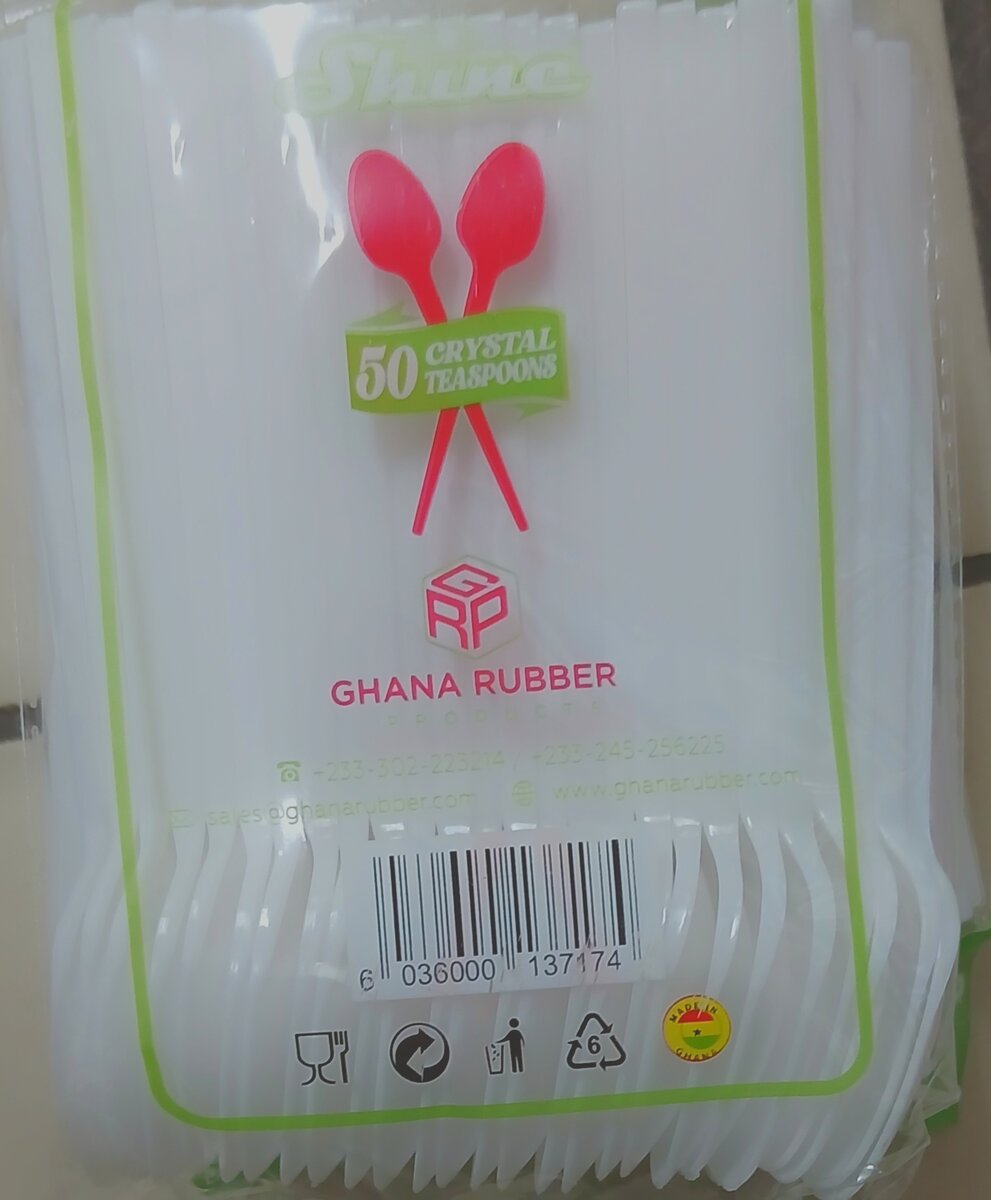 Shine
50 CRYSTAL
TEASPOONS
GRP
GHANA RUBBER
PRODUCTS
+233-302-223214 / +233-245-256225
sales@ghanarubber.com www.ghanarubber.com
6 036000 137174
6
MADE IN
GHANA